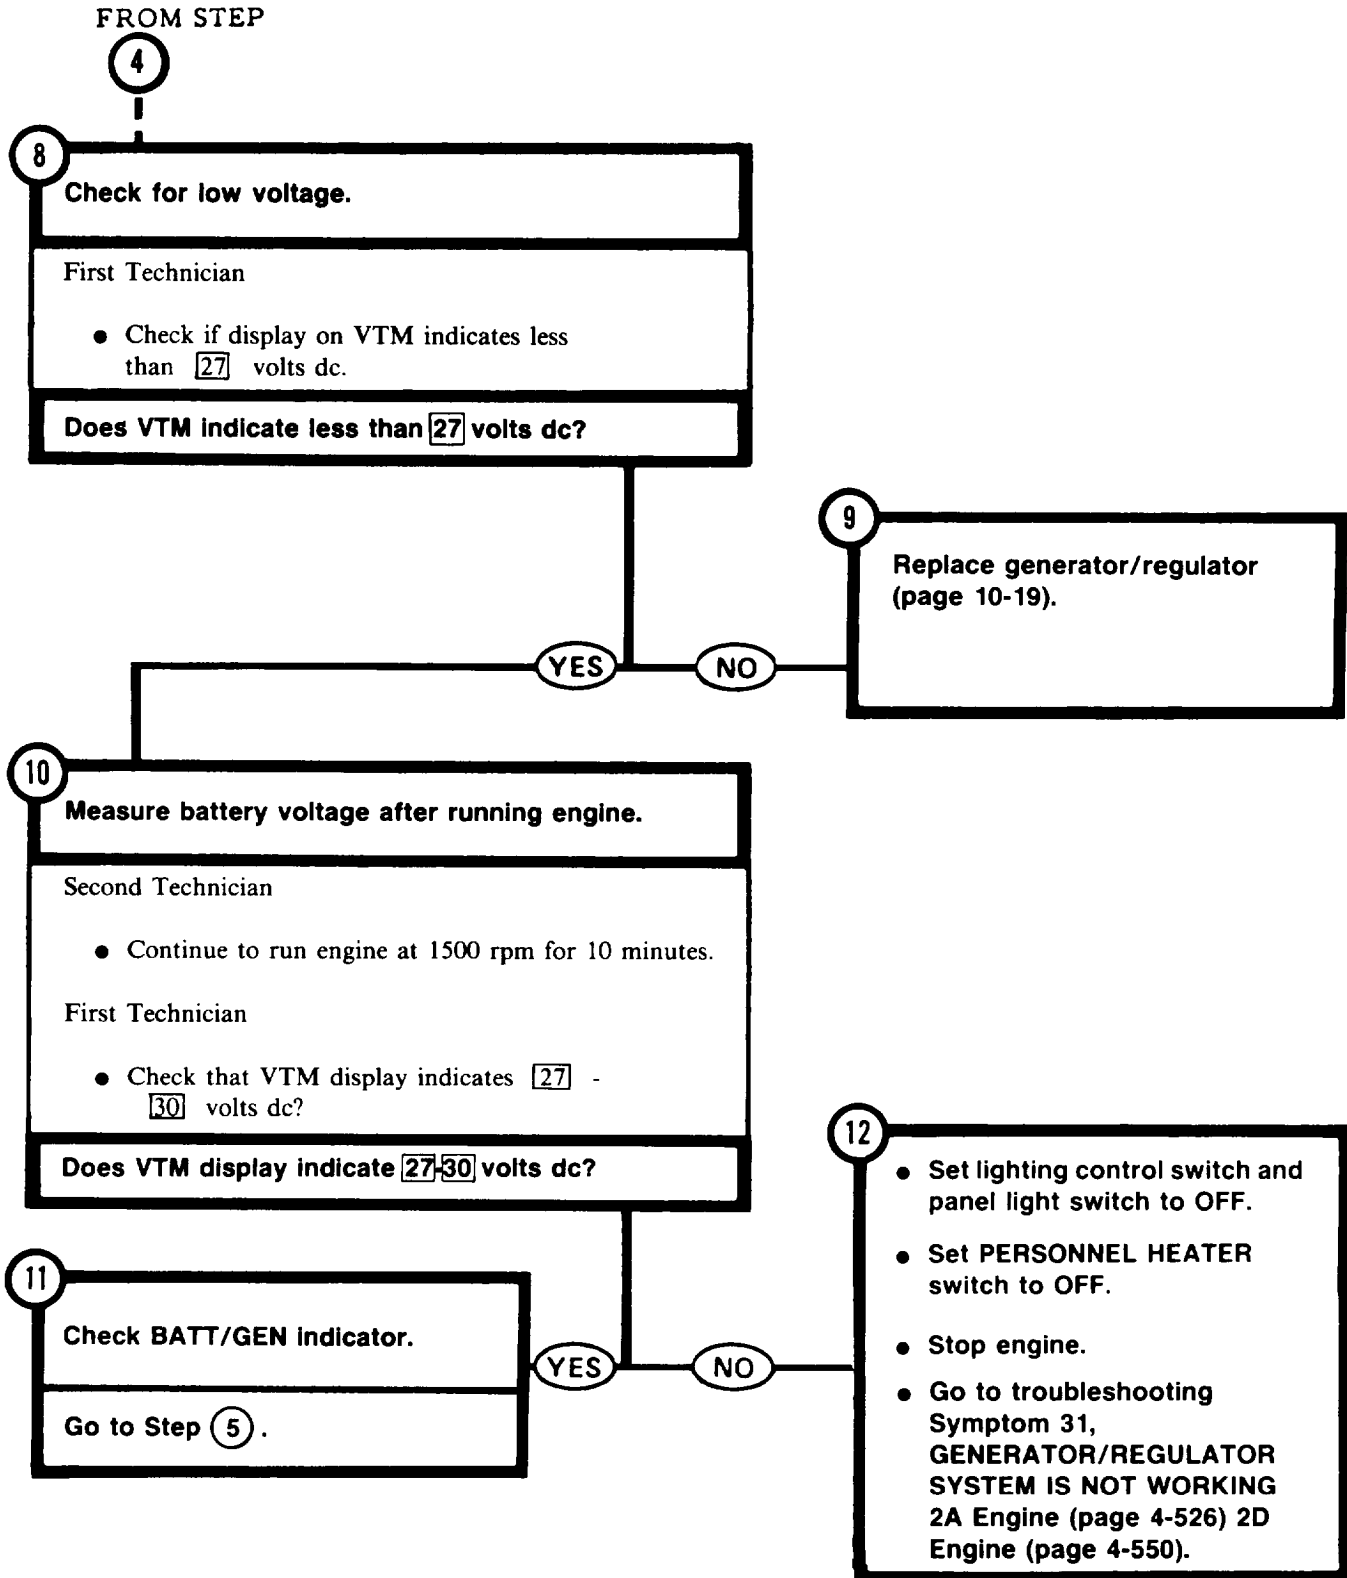 FROM STEP
4
8
Check for low voltage.
First Technician
● Check if display on VTM indicates less
than 27 volts dc.
Does VTM indicate less than 27 volts dc?
9
Replace generator/regulator
(page 10-19).
YES
NO
10
Measure battery voltage after running engine.
Second Technician
● Continue to run engine at 1500 rpm for 10 minutes.
First Technician
● Check that VTM display indicates 27 -
30 volts dc?
Does VTM display indicate 27-30 volts dc?
11
Check BATT/GEN indicator.
Go to Step 5.
YES
NO
12
● Set lighting control switch and
panel light switch to OFF.
● Set PERSONNEL HEATER
switch to OFF.
● Stop engine.
● Go to troubleshooting
Symptom 31,
GENERATOR/REGULATOR
SYSTEM IS NOT WORKING
2A Engine (page 4-526) 2D
Engine (page 4-550).